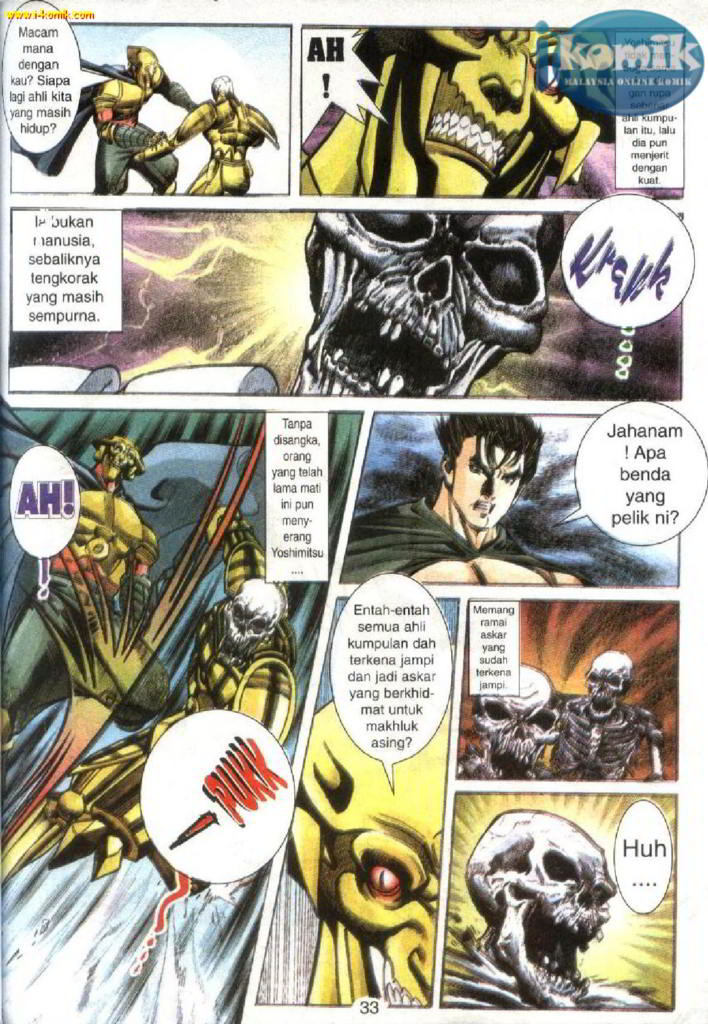 www.i-komik.com
ikomik
MALAYSIA ONLINE KOMIK
Macam
mana
dengan
kau? Siapa
lagi ahli kita
yang masih
hidup?
AH
!
ahli kumpu-
lan itu, lalu
dia pun
menjerit
dengan
kuat.
bukan
manusia,
sebaliknya
tengkorak
yang masih
sempurna.
AH!
!
Tanpa
disangka,
orang
yang telah
lama mati
ini pun
meny-
erang
Yoshimitsu
....
Jahanam
! Apa
benda
yang
pelik ni?
PUKK
Entah-entah
semua ahli
kumpulan dah
terkena jampi
dan jadi askar
yang berkhid-
mat untuk
makhluk
asing?
Memang
ramai
askar
yang
sudah
terkena
jampi.
Huh
....
33